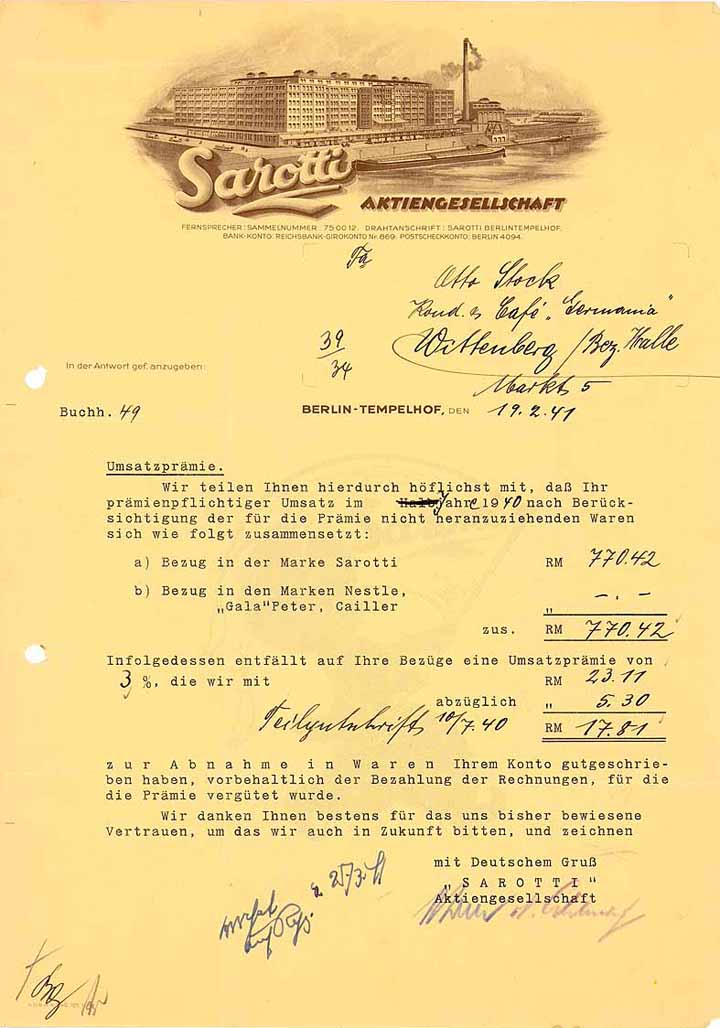 Sarotti
AKTIENGESELLSCHAFT
FERNSPRECHER: SAMMELNUMMER 750012. DRAHTANSCHRIFT: SAROTTI BERLINTEMPELHOF.
BANK-KONTO: REICHSBANK-GIROKONTO Nr. 669. POSTSCHECKKONTO: BERLIN 4094.
Fa
Otto Stock
Kond. & Café „Germania"
39
34
Wittenberg / Bez. Halle
In der Antwort gef. anzugeben:
Markt 5
Buchh. 49
BERLIN-TEMPELHOF, DEN 19.2.41
Umsatzprämie.
Wir teilen Ihnen hierdurch höflichst mit, daß Ihr
prämienpflichtiger Umsatz im Halbjahre 1940 nach Berück-
sichtigung der für die Prämie nicht heranzuziehenden Waren
sich wie folgt zusammensetzt:
a) Bezug in der Marke Sarotti RM 770.42
b) Bezug in den Marken Nestle,
„Gala"Peter, Cailler „ -.-
zus. RM 770.42
Infolgedessen entfällt auf Ihre Bezüge eine Umsatzprämie von
3 %, die wir mit RM 23.11
abzüglich „ 5.30
Teilgutschrift 10/7.40 RM 17.81
zur Abnahme in Waren Ihrem Konto gutgeschrie-
ben haben, vorbehaltlich der Bezahlung der Rechnungen, für die
die Prämie vergütet wurde.
Wir danken Ihnen bestens für das uns bisher bewiesene
Vertrauen, um das wir auch in Zukunft bitten, und zeichnen
mit Deutschem Gruß
„SAROTTI"
Aktiengesellschaft